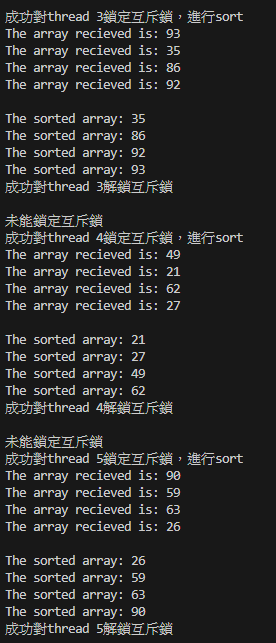 成功對thread 3鎖定互斥鎖，進行sort
The array recieved is: 93
The array recieved is: 35
The array recieved is: 86
The array recieved is: 92
The sorted array: 35
The sorted array: 86
The sorted array: 92
The sorted array: 93
成功對thread 3解鎖互斥鎖
未能鎖定互斥鎖
成功對thread 4鎖定互斥鎖，進行sort
The array recieved is: 49
The array recieved is: 21
The array recieved is: 62
The array recieved is: 27
The sorted array: 21
The sorted array: 27
The sorted array: 49
The sorted array: 62
成功對thread 4解鎖互斥鎖
未能鎖定互斥鎖
成功對thread 5鎖定互斥鎖，進行sort
The array recieved is: 90
The array recieved is: 59
The array recieved is: 63
The array recieved is: 26
The sorted array: 26
The sorted array: 59
The sorted array: 63
The sorted array: 90
成功對thread 5解鎖互斥鎖